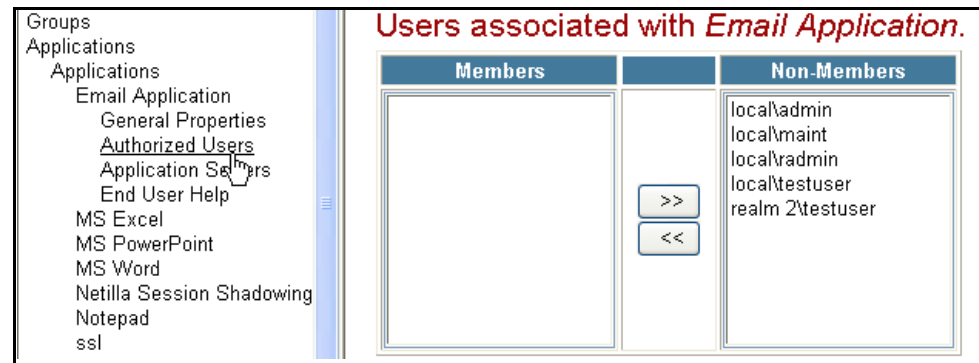 Groups
Applications
Applications
Email Application
General Properties
Authorized Users
Application Servers
End User Help
MS Excel
MS PowerPoint
MS Word
Netilla Session Shadowing
Notepad
ssl
Users associated with Email Application.
Members
Non-Members
local\admin
local\maint
local\radmin
local\testuser
realm 2\testuser
>>
<<